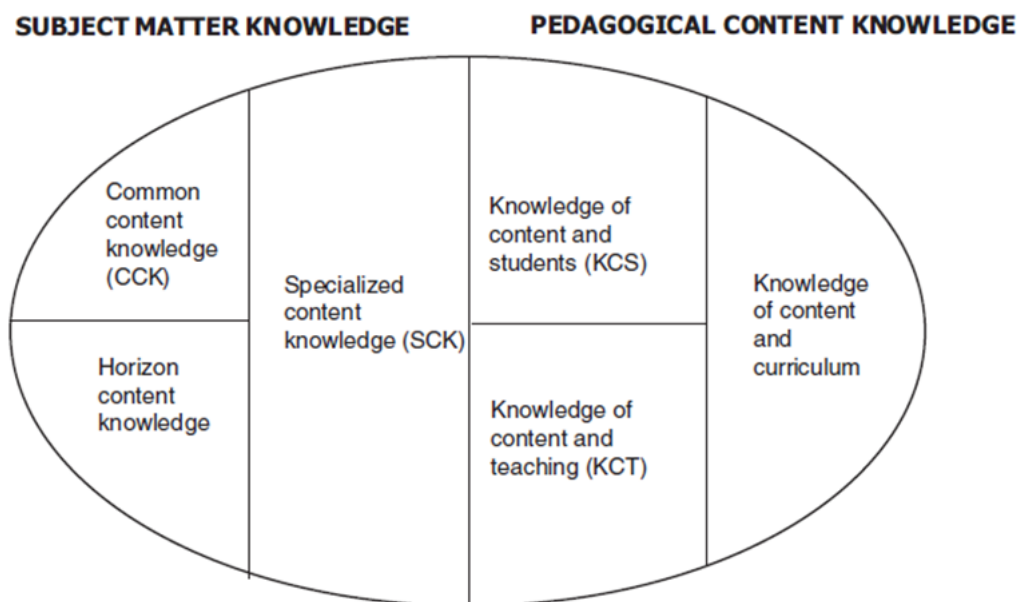 SUBJECT MATTER KNOWLEDGE
PEDAGOGICAL CONTENT KNOWLEDGE
Common
content
knowledge
(CCK)
Horizon
content
knowledge
Specialized
content
knowledge (SCK)
Knowledge of
content and
students (KCS)
Knowledge of
content and
teaching (KCT)
Knowledge
of content
and
curriculum